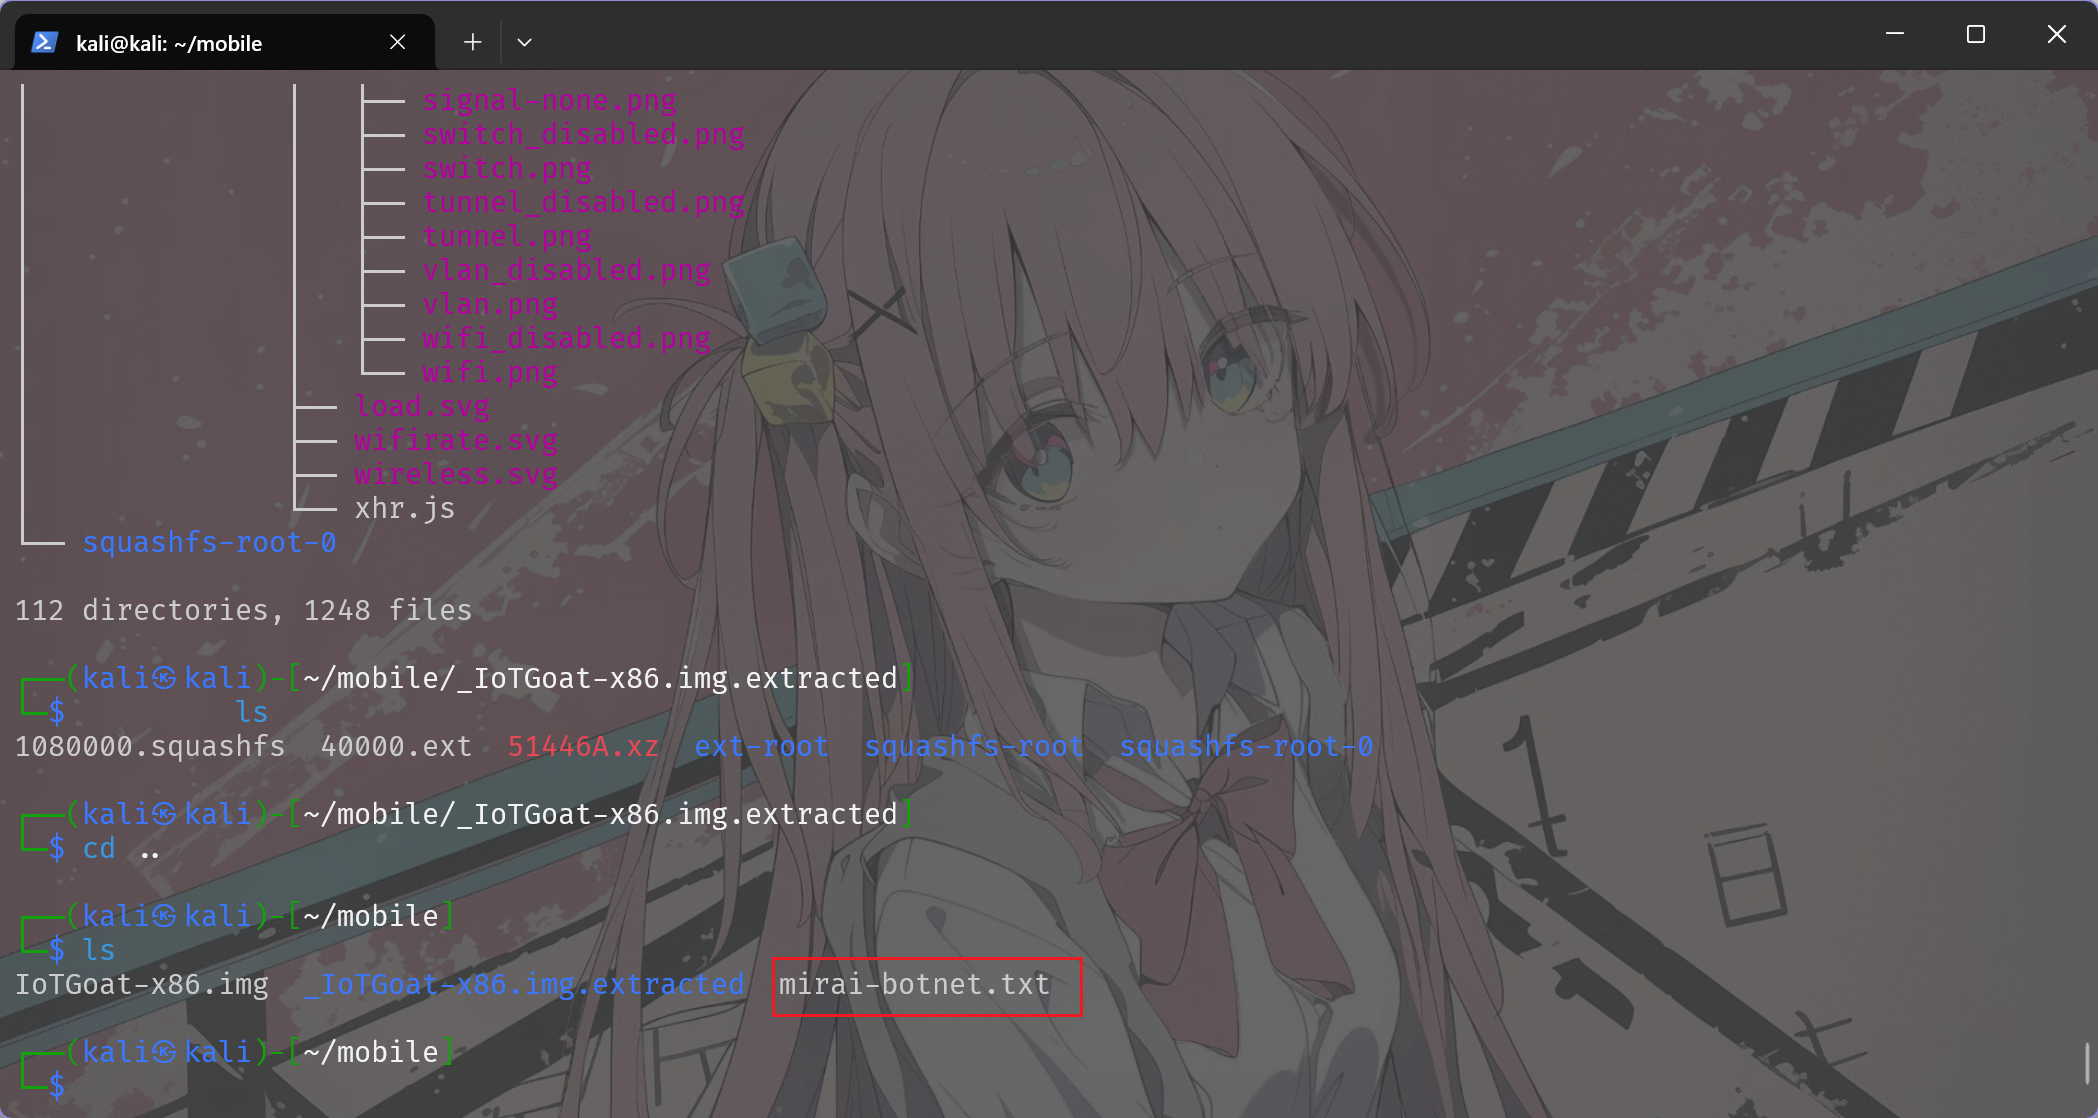 kali@kali: ~/mobile
├── signal-none.png
├── switch_disabled.png
├── switch.png
├── tunnel_disabled.png
├── tunnel.png
├── vlan_disabled.png
├── vlan.png
├── wifi_disabled.png
└── wifi.png
├── load.svg
├── wifirate.svg
├── wireless.svg
└── xhr.js
└── squashfs-root-0
112 directories, 1248 files
┌──(kali㉿kali)-[~/mobile/_IoTGoat-x86.img.extracted]
└─$ ls
1080000.squashfs 40000.ext 51446A.xz ext-root squashfs-root squashfs-root-0
┌──(kali㉿kali)-[~/mobile/_IoTGoat-x86.img.extracted]
└─$ cd ..
┌──(kali㉿kali)-[~/mobile]
└─$ ls
IoTGoat-x86.img _IoTGoat-x86.img.extracted mirai-botnet.txt
┌──(kali㉿kali)-[~/mobile]
└─$